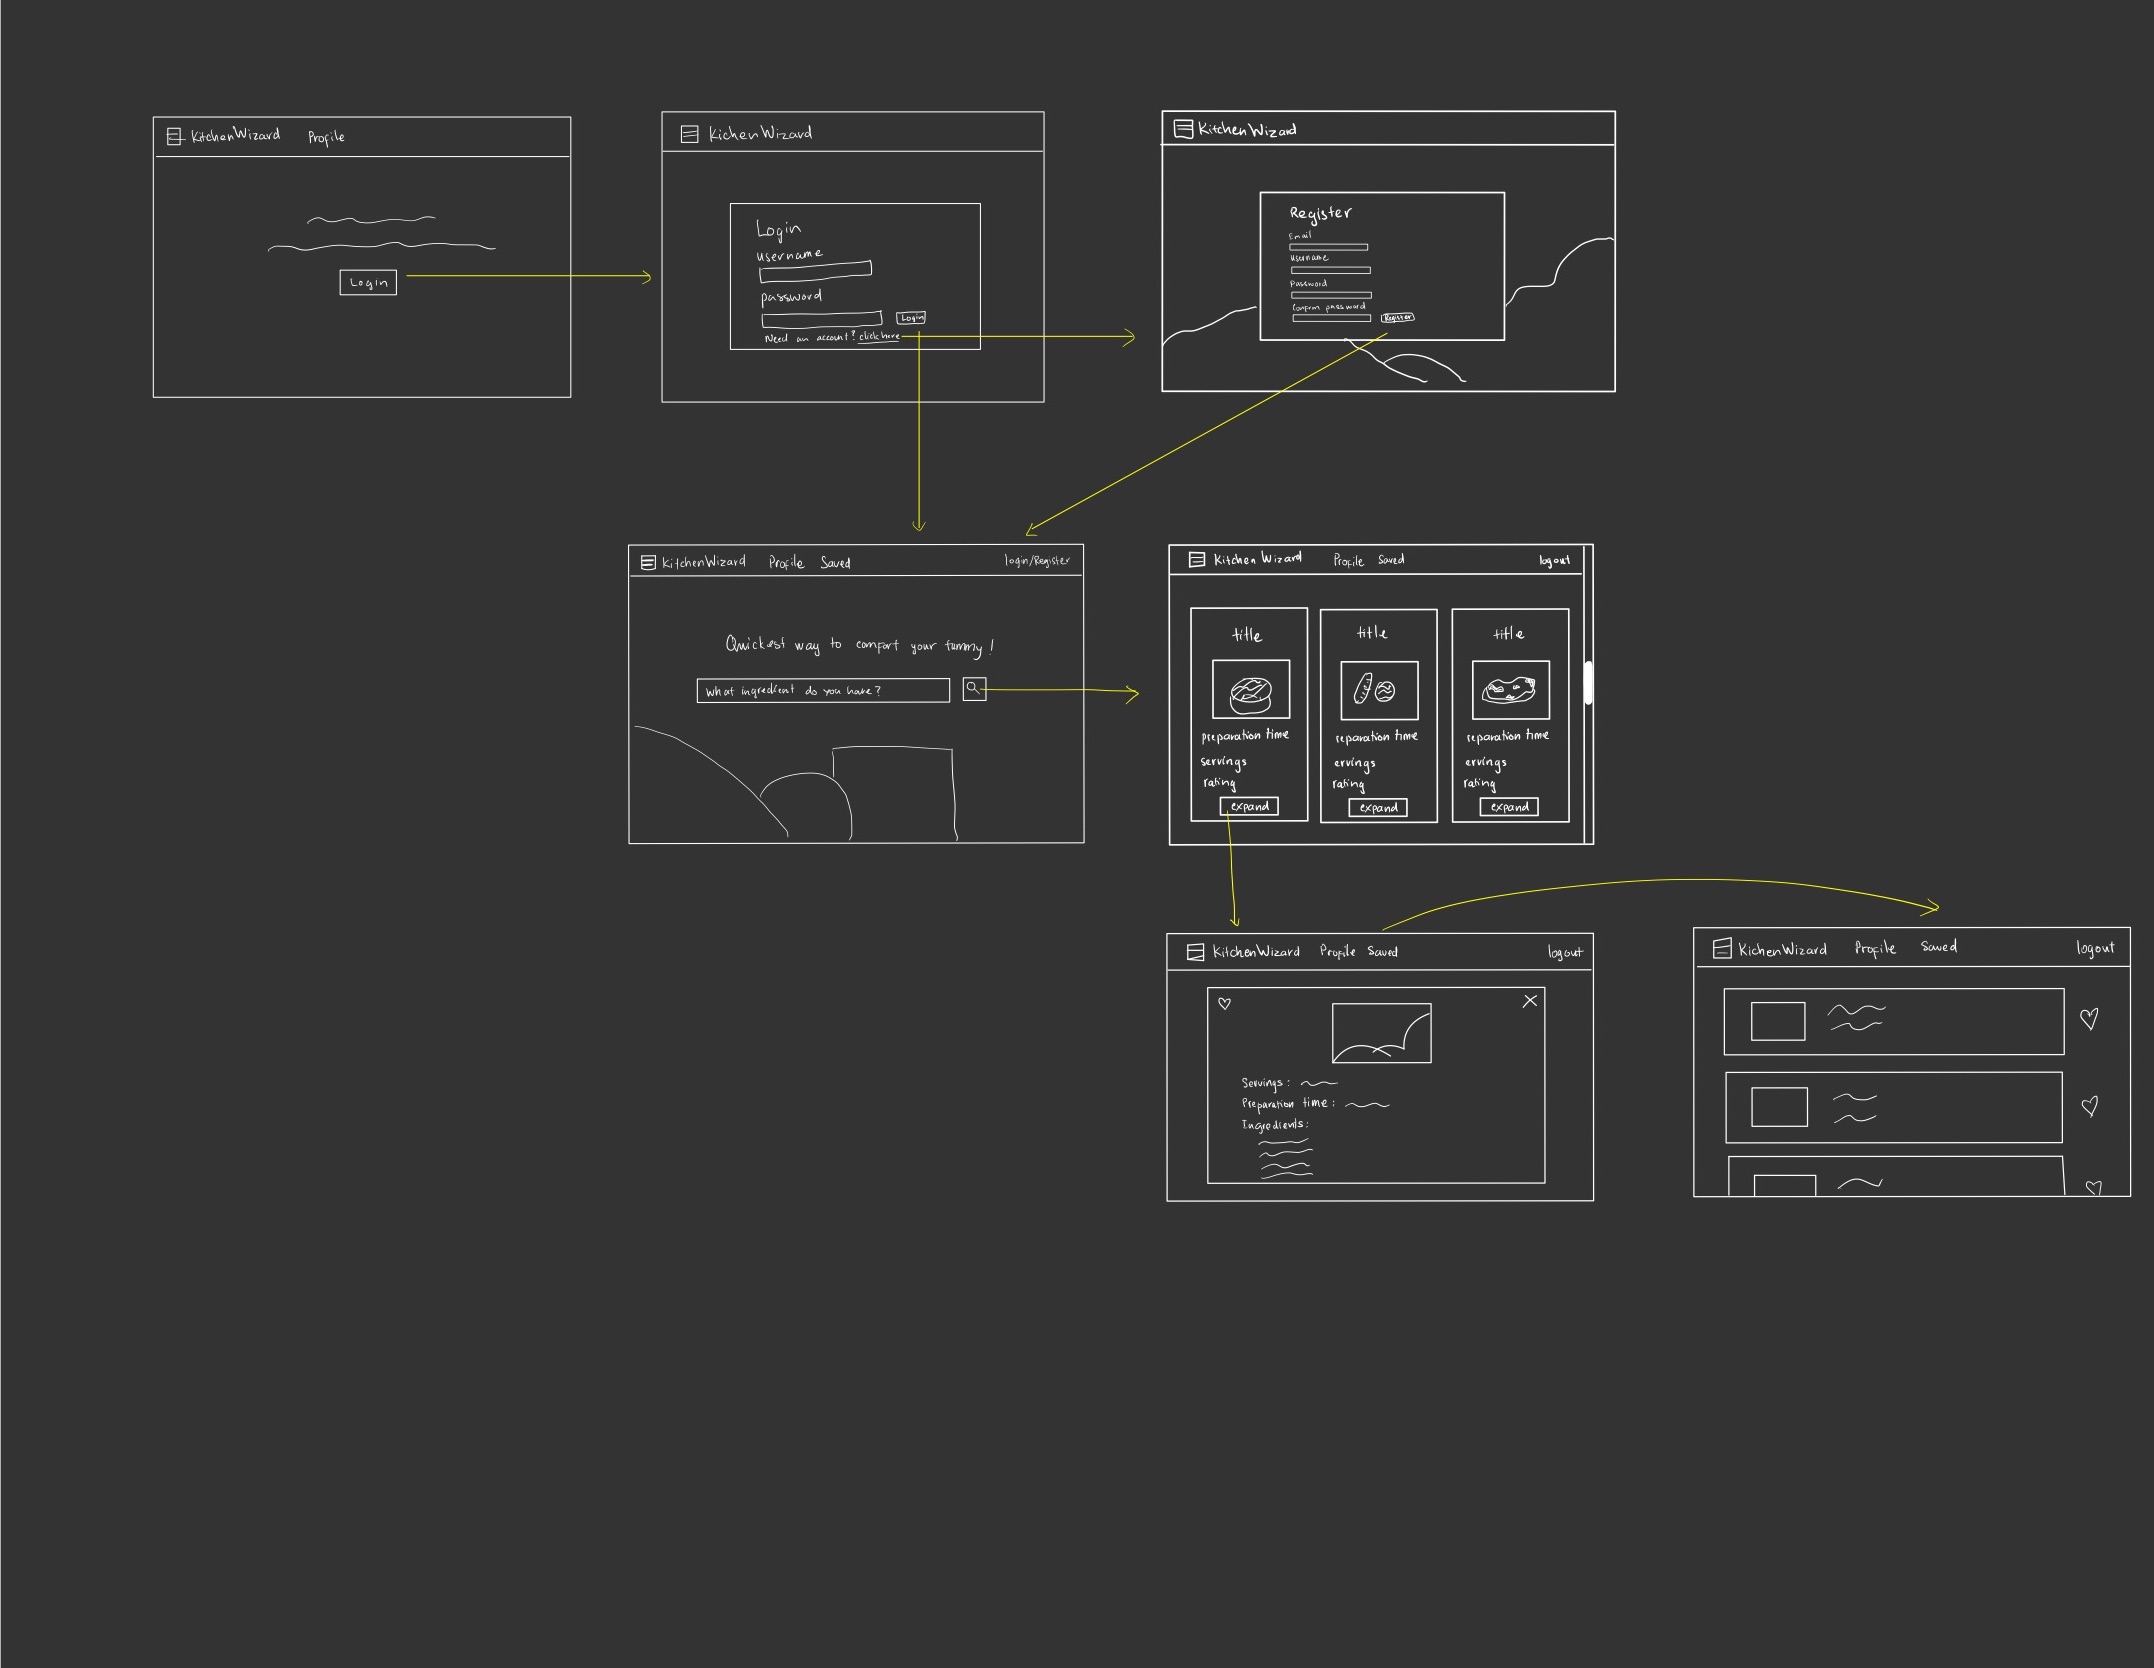 KitchenWizard Profile
Login
KichenWizard
Login
username
password
Login
Need an account? click here
KitchenWizard
Register
Email
Username
Password
Confirm password
Register
KitchenWizard Profile Saved login/Register
Quickest way to comfort your tummy!
What ingredient do you have?
Kitchen Wizard Profile Saved logout
title
preparation time
servings
rating
expand
title
reparation time
ervings
rating
expand
title
reparation time
ervings
rating
expand
KitchenWizard Profile Saved logout
Servings:
Preparation time:
Ingredients:
KichenWizard Profile Saved logout